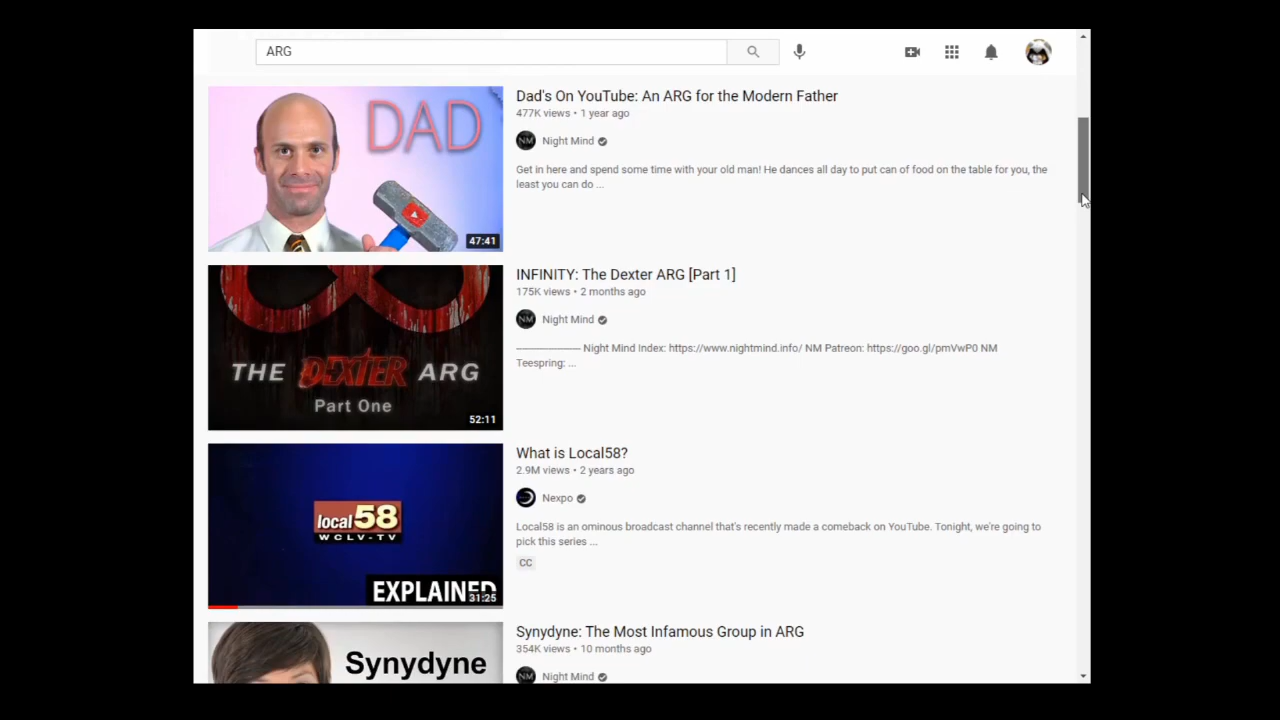 ARG
DAD
47:41
Dad's On YouTube: An ARG for the Modern Father
477K views • 1 year ago
NM Night Mind
Get in here and spend some time with your old man! He dances all day to put can of food on the table for you, the
least you can do ...
THE DEXTER ARG
Part One
52:11
INFINITY: The Dexter ARG [Part 1]
175K views • 2 months ago
NM Night Mind
---------------------- Night Mind Index: https://www.nightmind.info/ NM Patreon: https://goo.gl/pmVwP0 NM
Teespring: ...
local 58
WCLV-TV
EXPLAINED
31:25
What is Local58?
2.9M views • 2 years ago
Nexpo
Local58 is an ominous broadcast channel that's recently made a comeback on YouTube. Tonight, we're going to
pick this series ...
CC
Synydyne
Synydyne: The Most Infamous Group in ARG
354K views • 10 months ago
NM Night Mind